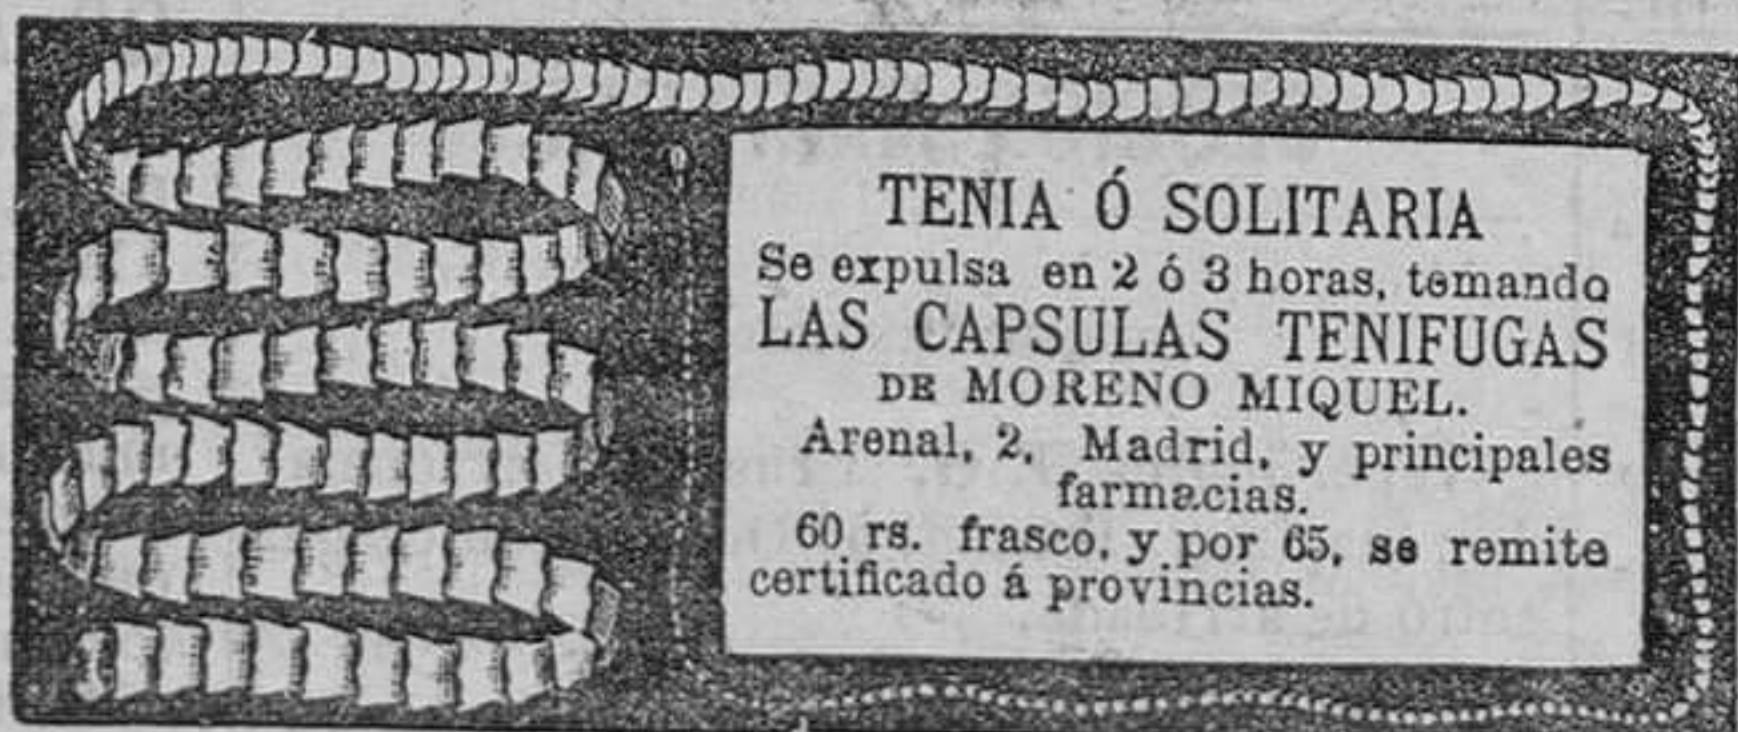 TENIA Ó SOLITARIA
Se expulsa en 2 ó 3 horas, temando
LAS CAPSULAS TENIFUGAS
DE MORENO MIQUEL.
Arenal, 2, Madrid, y principales
farmacias.
60 rs. frasco, y por 65, se remite
certificado á provincias.